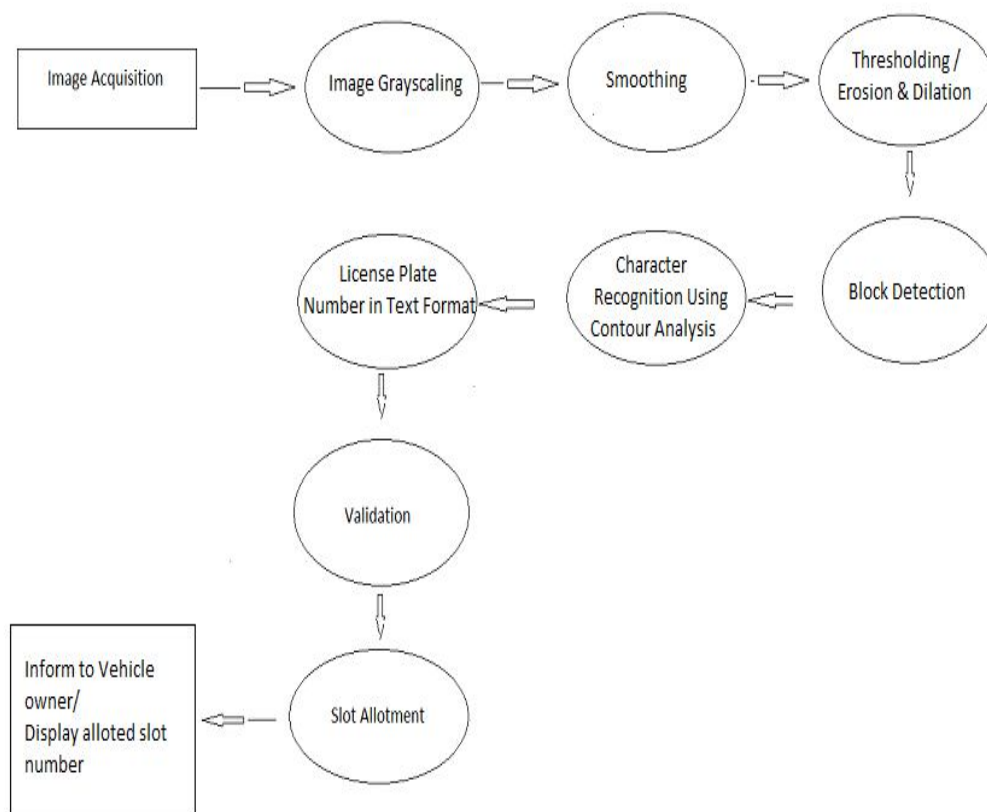 Image Acquisition
Image Grayscaling
Smoothing
Thresholding /
Erosion & Dilation
Block Detection
Character
Recognition Using
Contour Analysis
License Plate
Number in Text Format
Validation
Slot Allotment
Inform to Vehicle
owner/
Display alloted slot
number